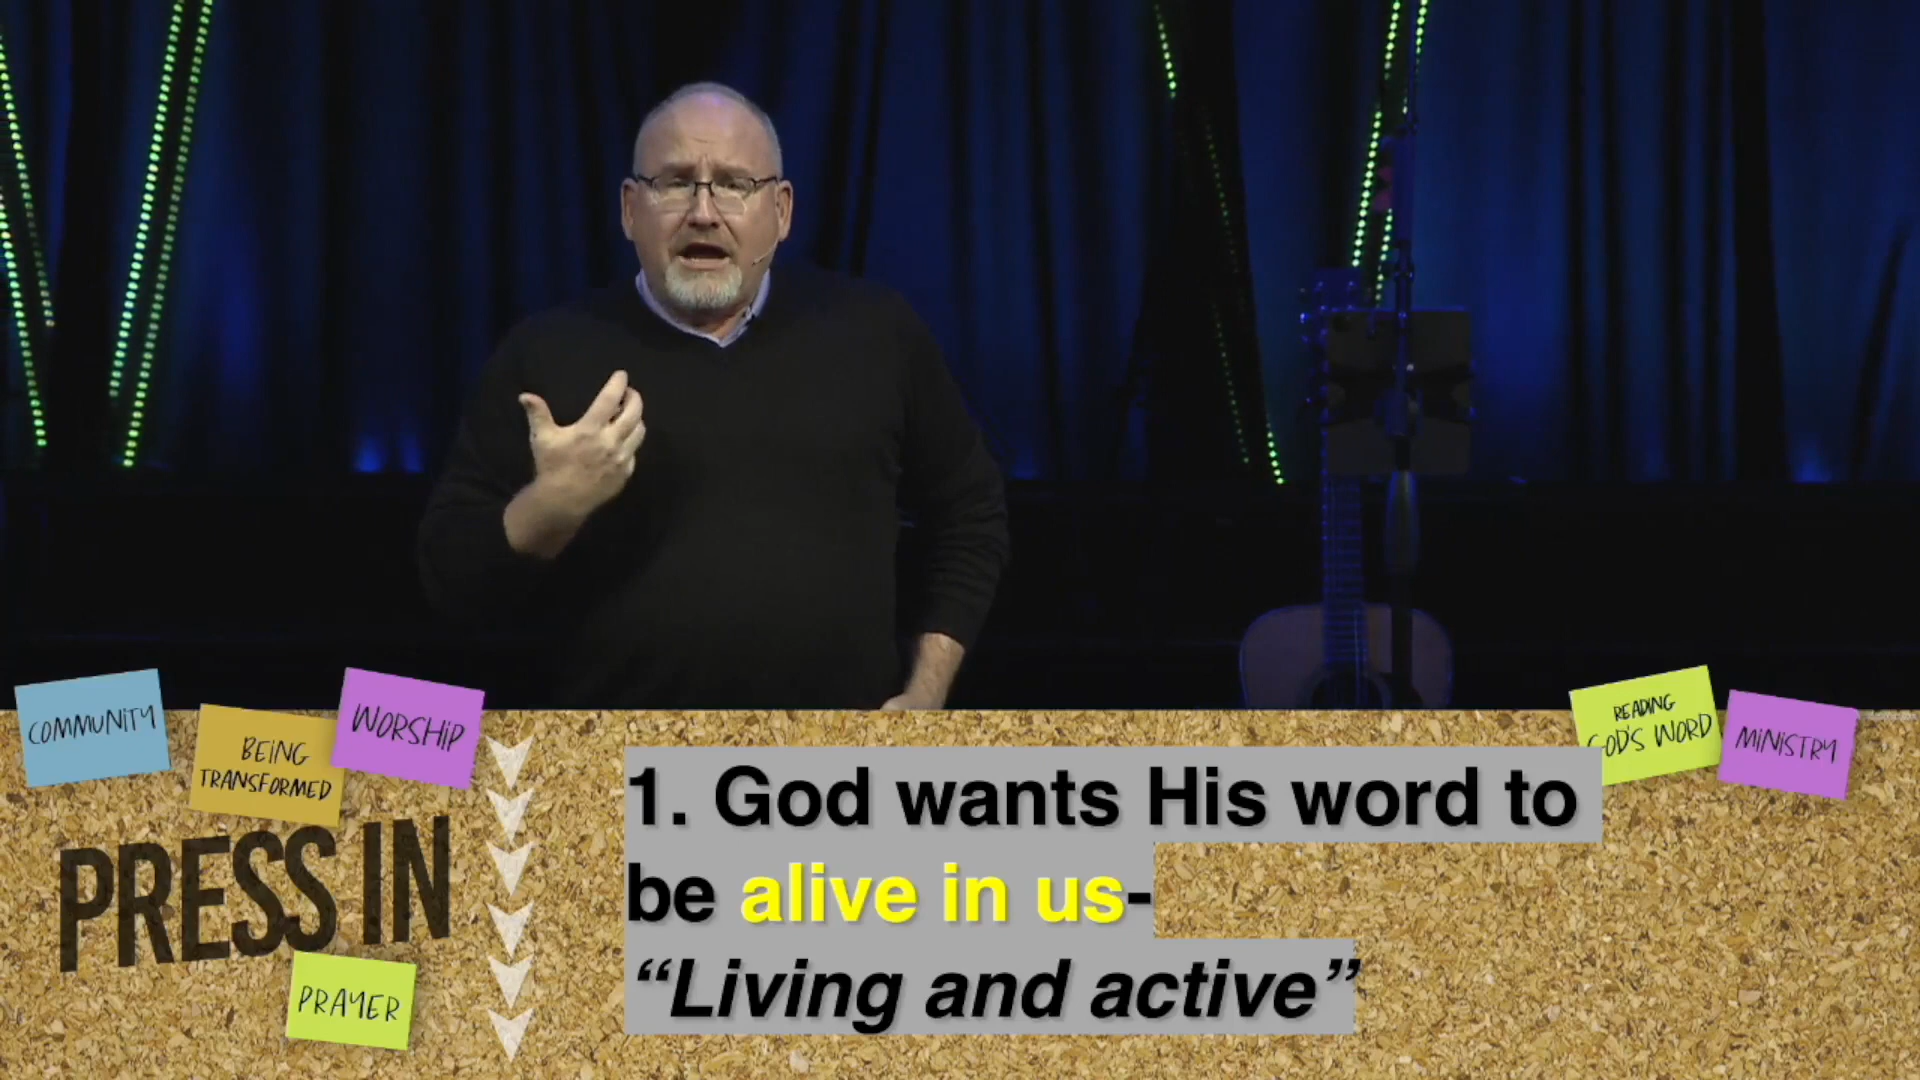 COMMUNITY
BEING
TRANSFORMED
WORSHIP
PRESS IN
PRAYER
1. God wants His word to
be alive in us-
“Living and active”
READING
GOD'S WORD
MINISTRY